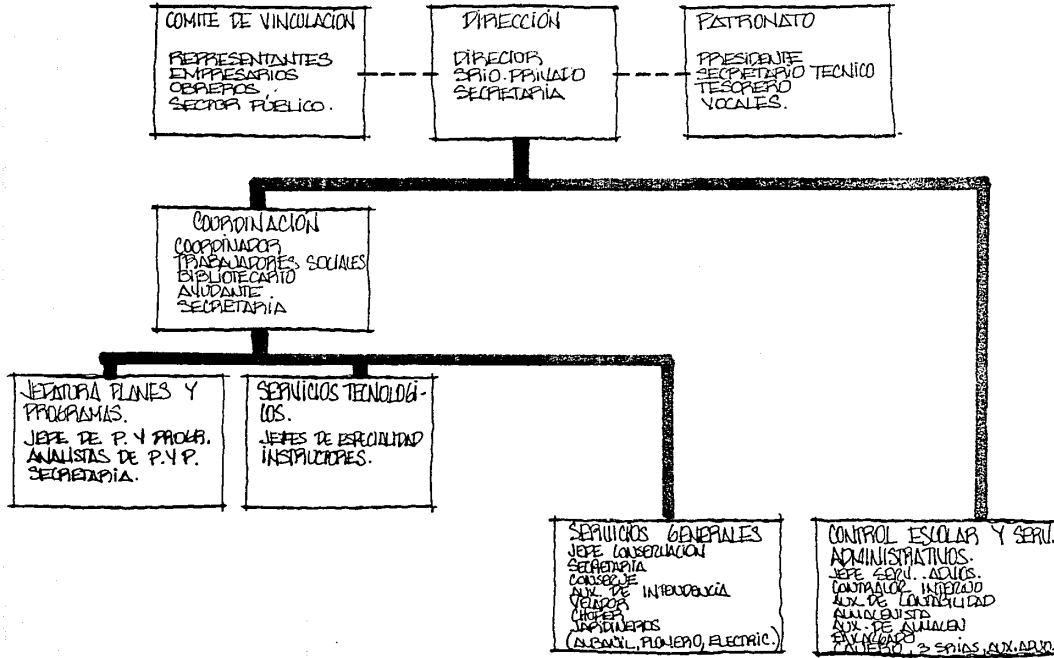 COMITE DE VINCULACION
REPRESENTANTES
EMPRESARIOS
OBREROS.
SECTOR PÚBLICO.
DIRECCIÓN
DIRECTOR
SRIO. PRIVADO
SECRETARIA
PATRONATO
PRESIDENTE
SECRETARIO TECNICO
TESORERO
VOCALES.
COORDINACIÓN
COORDINADOR
TRABAJADORES SOCIALES
BIBLIOTECARIO
AYUDANTE
SECRETARIA
JEFATURA PLANES Y
PROGRAMAS.
JEFE DE P. Y PROGR.
ANALISTAS DE P. Y P.
SECRETARIA.
SERVICIOS TECNOLOGI-
COS.
JEFES DE ESPECIALIDAD
INSTRUCTORES.
SERVICIOS GENERALES
JEFE CONSERVACION
SECRETARIA
CONSERJE
AUX. DE INTENDENCIA
VELADOR
CHOFER
JARDINEROS
(ALBAÑIL, PLOMERO, ELECTRIC.)
CONTROL ESCOLAR Y SERV.
ADMINISTRATIVOS.
JEFE SERV. ADVOS.
CONTRALOR INTERNO
AUX. DE CONTABILIDAD
ALMACENISTA
AUX. DE ALMACEN
ENCARGADO
CAJERO, 3 SRIAS, AUX. ADVO.